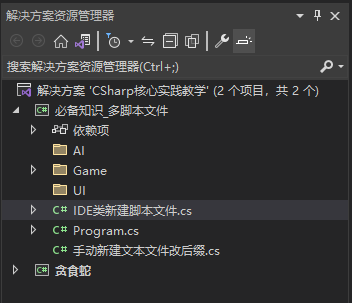 解决方案资源管理器
搜索解决方案资源管理器(Ctrl+;)
解决方案 'CSharp核心实践教学' (2 个项目，共 2 个)
C# 必备知识_多脚本文件
依赖项
AI
Game
UI
C# IDE类新建脚本文件.cs
C# Program.cs
C# 手动新建文本文件改后缀.cs
C# 贪食蛇